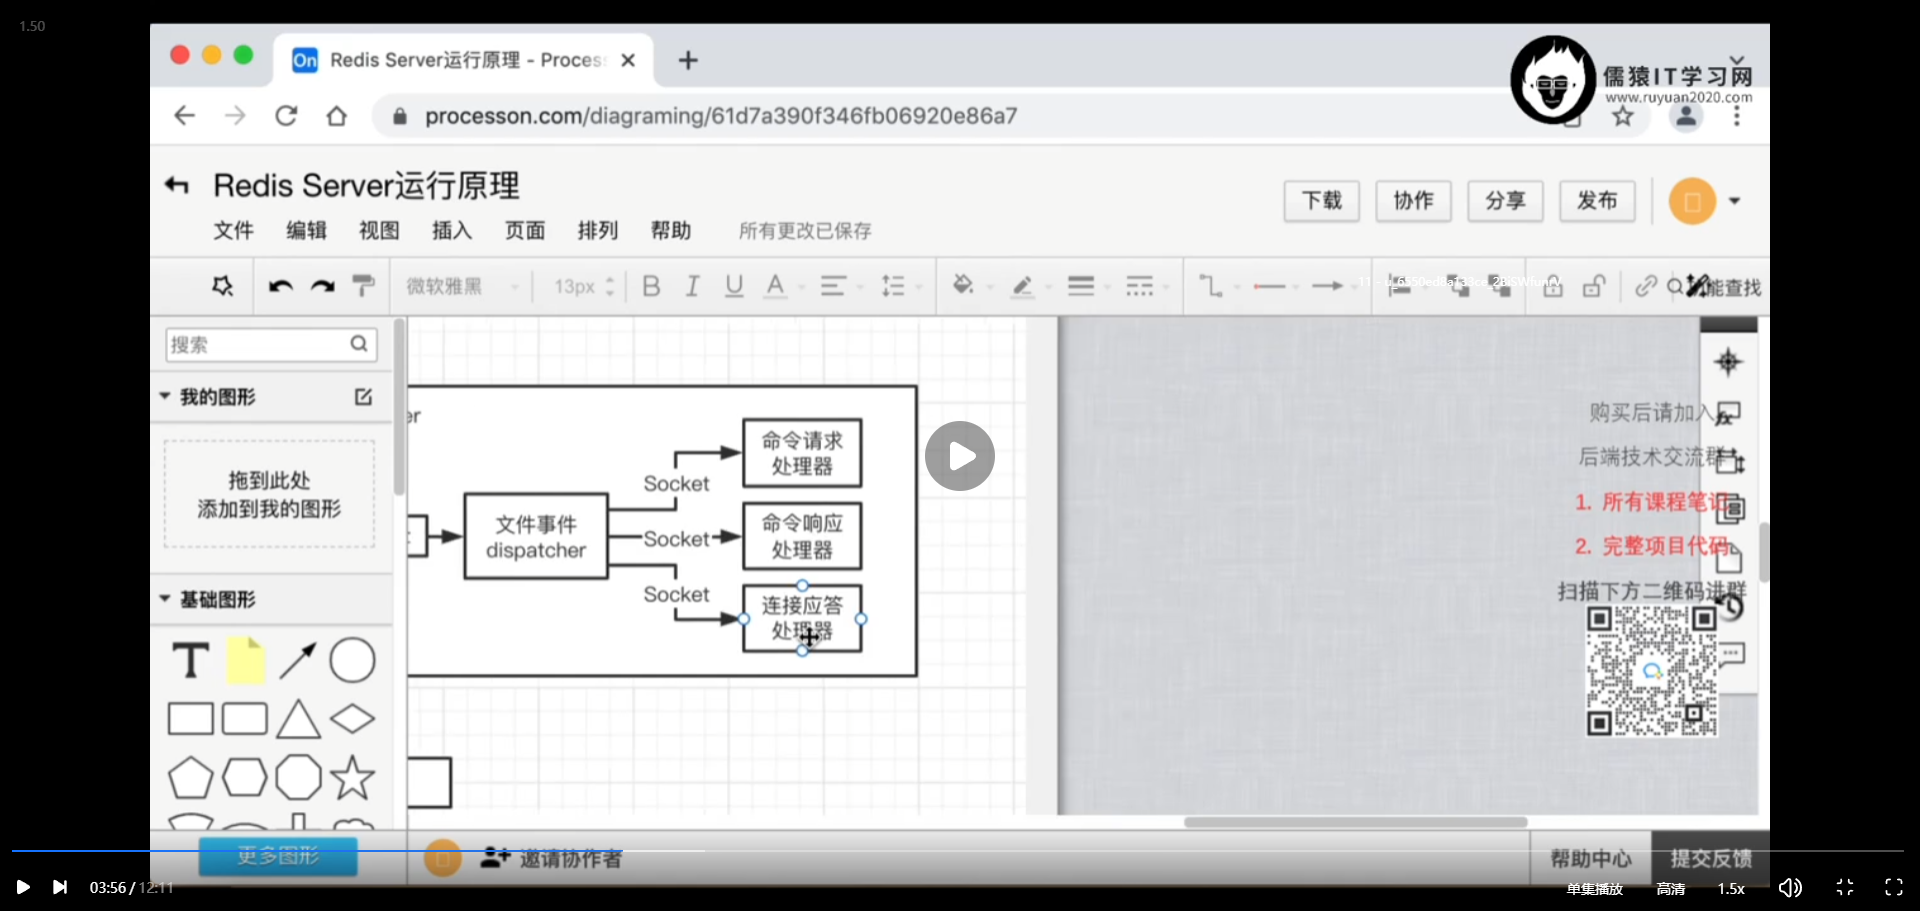 1.50
Redis Server运行原理 - Process
儒猿IT学习网
www.ruyuan2020.com
processon.com/diagraming/61d7a390f346fb06920e86a7
Redis Server运行原理
下载
协作
分享
发布
文件
编辑
视图
插入
页面
排列
帮助
所有更改已保存
微软雅黑
13px
能查找
搜索
我的图形
拖到此处
添加到我的图形
基础图形
er
文件事件
dispatcher
Socket
Socket
Socket
命令请求
处理器
命令响应
处理器
连接应答
处理器
购买后请加入
后端技术交流群
1. 所有课程笔记
2. 完整项目代码
扫描下方二维码进群
更多图形
邀请协作者
帮助中心
提交反馈
03:56 / 12:11
单集播放
高清
1.5x